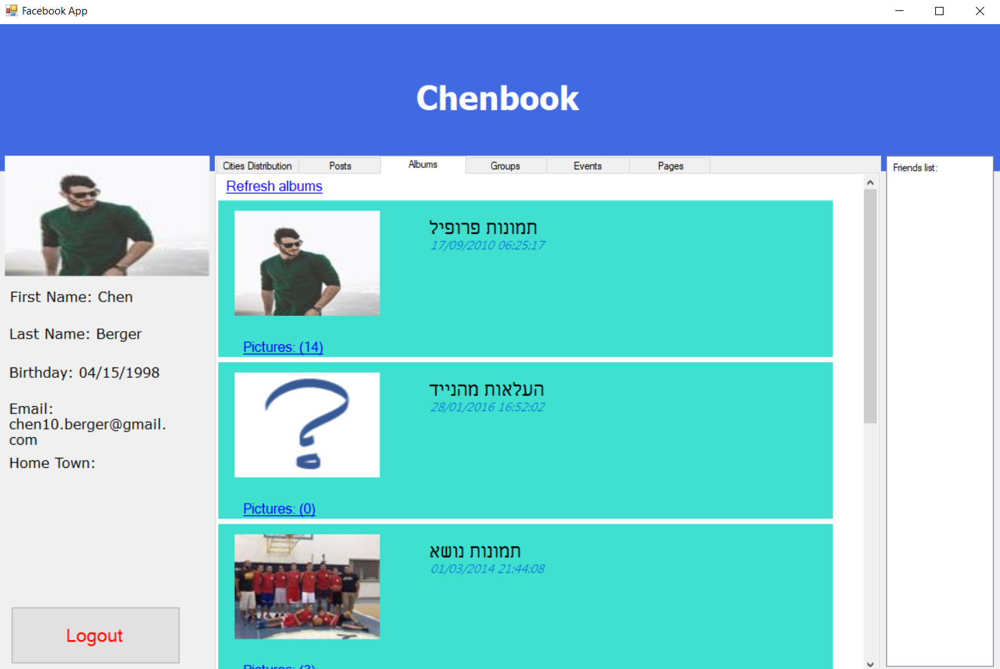 Facebook App
Chenbook
First Name: Chen
Last Name: Berger
Birthday: 04/15/1998
Email:
chen10.berger@gmail.
com
Home Town:
Logout
Cities Distribution
Posts
Albums
Groups
Events
Pages
Refresh albums
תמונות פרופיל
17/09/2010 06:25:17
Pictures: (14)
העלאות מהנייד
28/01/2016 16:52:02
Pictures: (0)
תמונות נושא
01/03/2014 21:44:08
Pictures: (3)
Friends list: